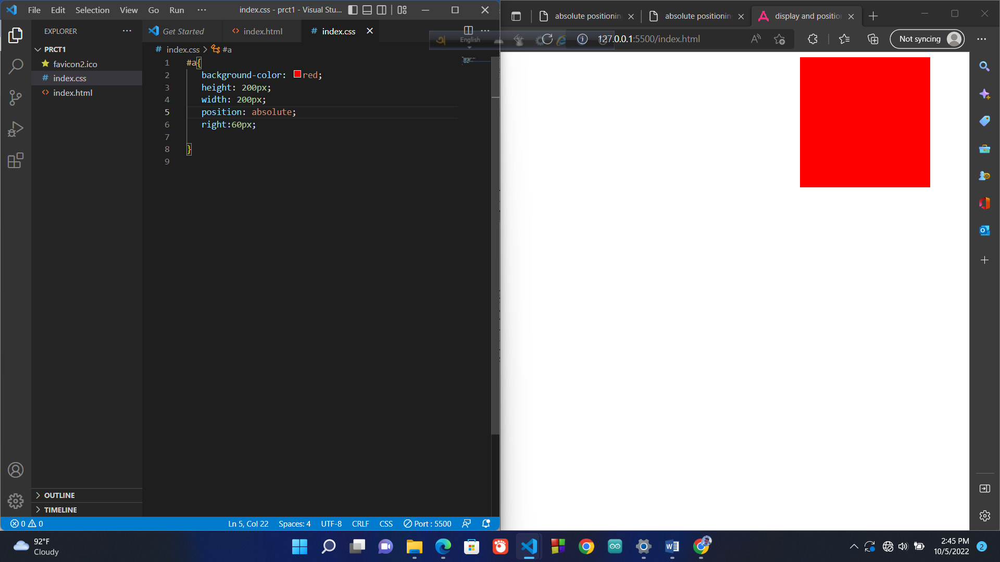 File Edit Selection View Go Run ··· index.css - prct1 - Visual Stu...
EXPLORER ···
PRCT1
favicon2.ico
# index.css
<> index.html
OUTLINE
TIMELINE
Get Started <> index.html # index.css
# index.css > #a
1 #a{
2 background-color: red;
3 height: 200px;
4 width: 200px;
5 position: absolute;
6 right:60px;
7
8 }
9
0 0 Ln 5, Col 22 Spaces: 4 UTF-8 CRLF CSS Port : 5500
অ English
absolute positionin absolute positionin display and positio
127.0.0.1:5500/index.html Not syncing ···
92°F
Cloudy
2:45 PM
10/5/2022 2